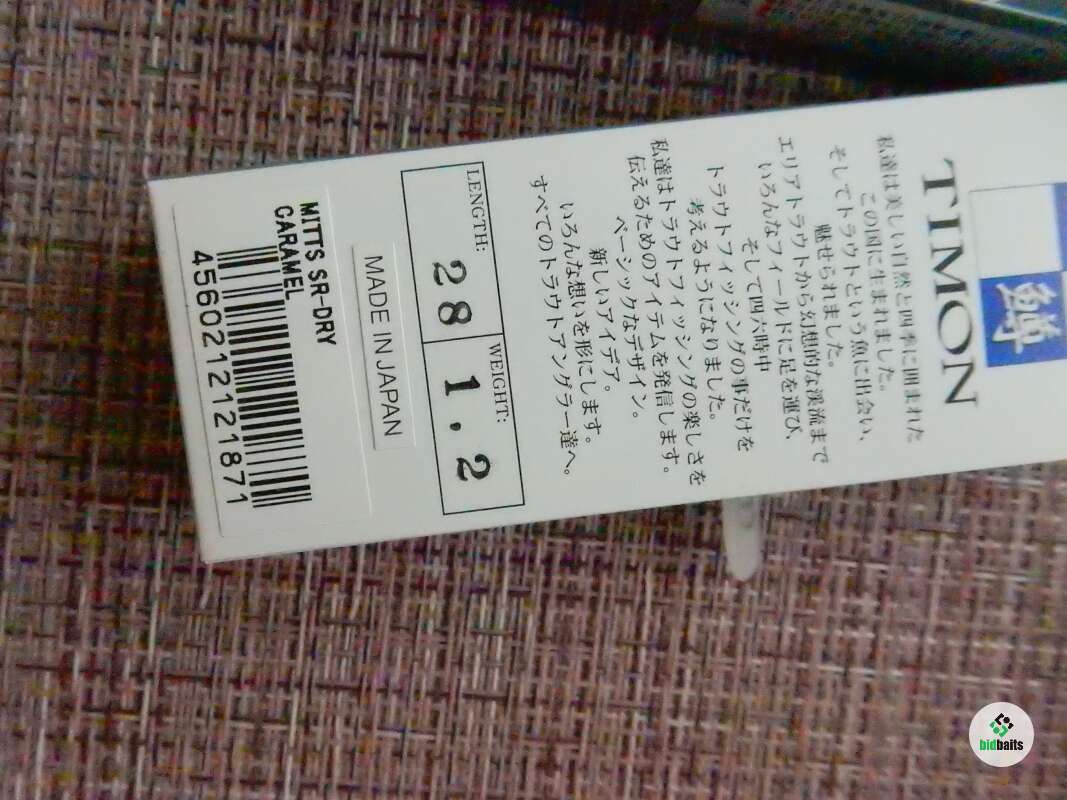 鱒
TIMON
私達は美しい自然と四季に囲まれた
この国に生まれました。
そしてトラウトという魚に出会い、
魅せられました。
エリアトラウトから幻想的な渓流まで
いろんなフィールドに足を運び、
そして四六時中
トラウトフィッシングの事だけを
考えるようになりました。
私達はトラウトフィッシングの楽しさを
伝えるためのアイテムを発信します。
ベーシックなデザイン。
新しいアイデア。
いろんな想いを形にします。
すべてのトラウトアングラー達へ。
LENGTH:
28
WEIGHT:
1.2
MADE IN JAPAN
MITTS SR-DRY
CARAMEL
4560212121871
bidbaits